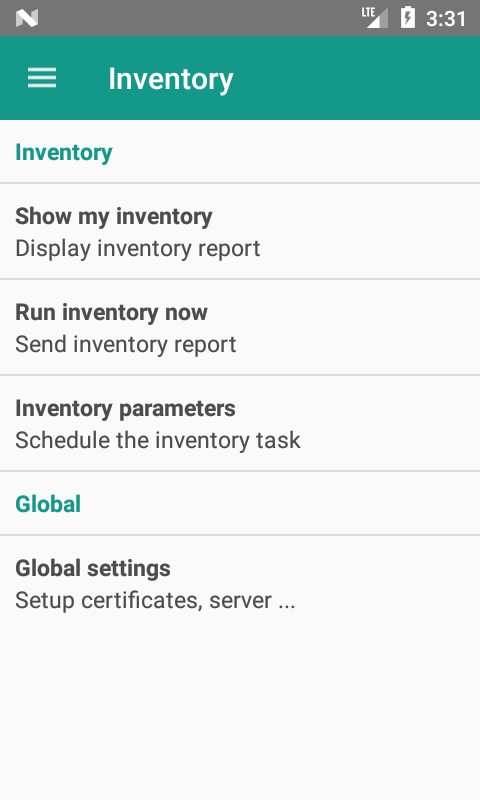 LTE 3:31
Inventory
Inventory
Show my inventory
Display inventory report
Run inventory now
Send inventory report
Inventory parameters
Schedule the inventory task
Global
Global settings
Setup certificates, server ...